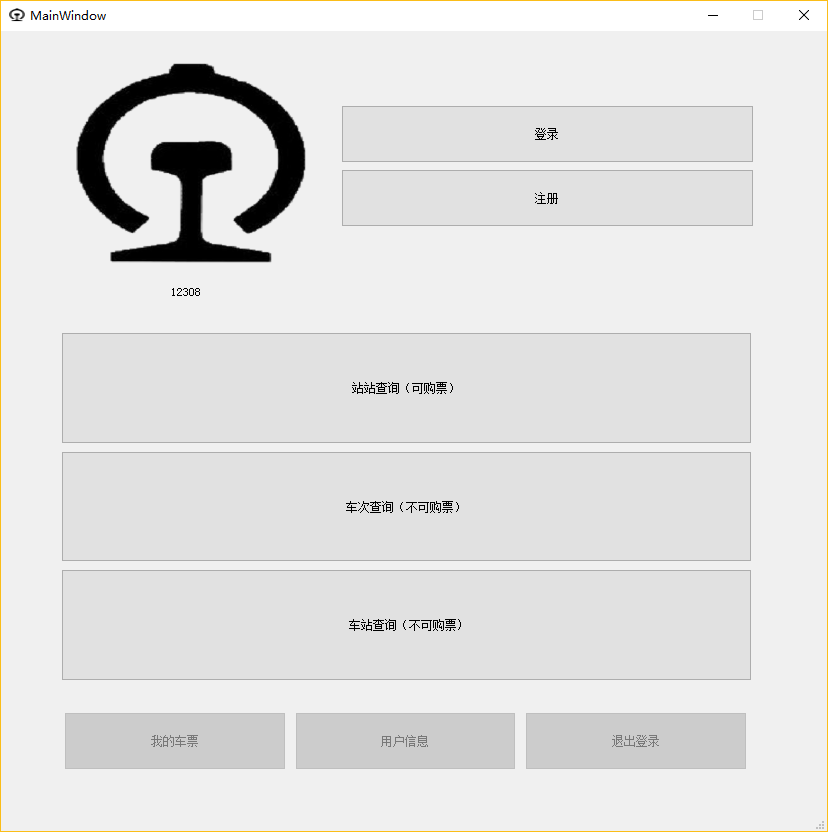 MainWindow
登录
注册
12308
站站查询（可购票）
车次查询（不可购票）
车站查询（不可购票）
我的车票
用户信息
退出登录